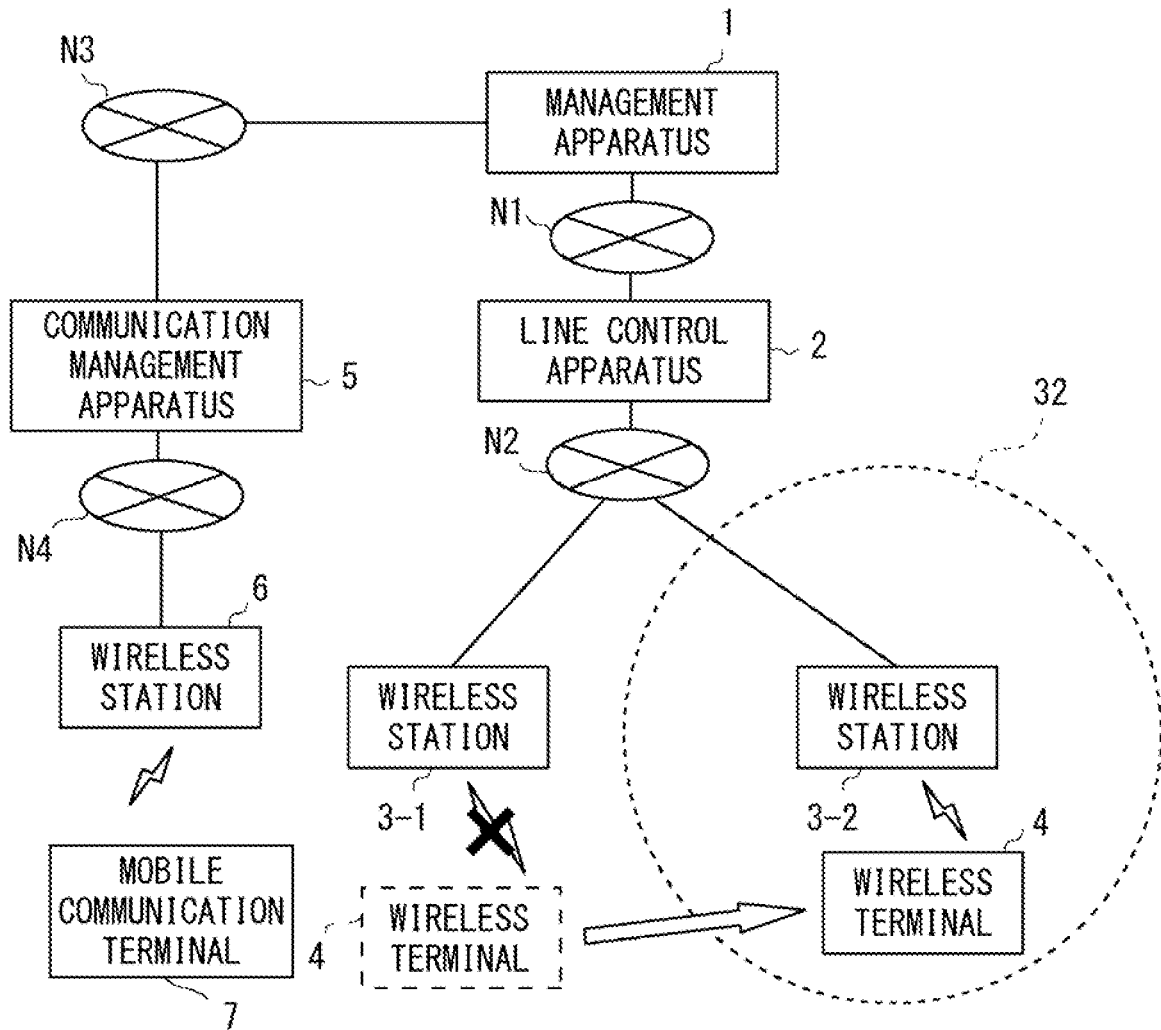 1
N3
MANAGEMENT
APPARATUS
N1
COMMUNICATION
MANAGEMENT
APPARATUS
5
LINE CONTROL
APPARATUS
2
32
N2
N4
6
WIRELESS
STATION
WIRELESS
STATION
3-1
WIRELESS
STATION
3-2
4
MOBILE
COMMUNICATION
TERMINAL
7
4
WIRELESS
TERMINAL
WIRELESS
TERMINAL